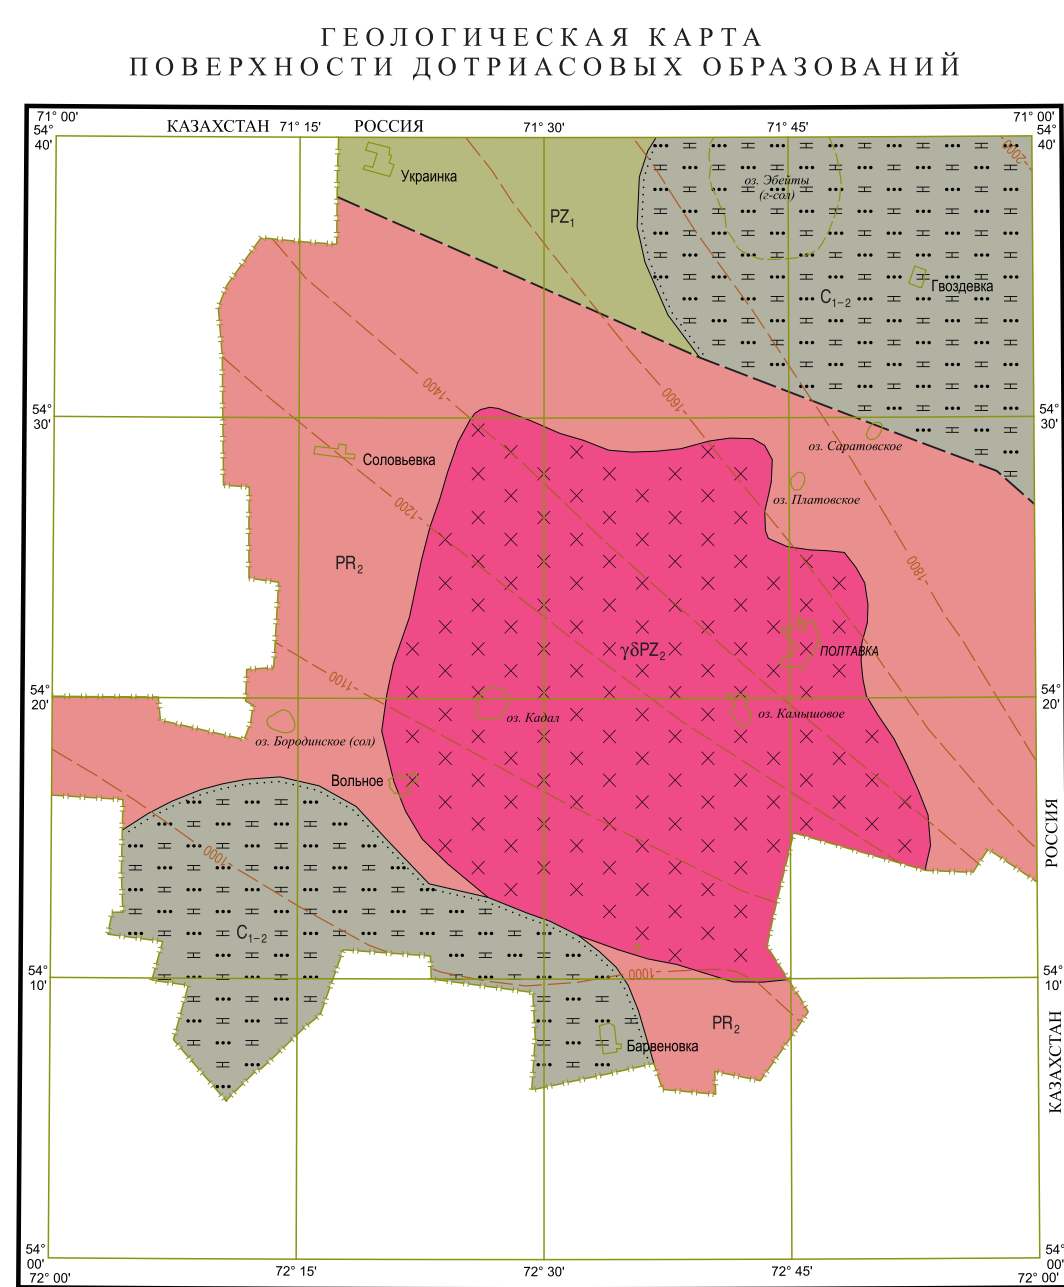 ГЕОЛОГИЧЕСКАЯ КАРТА
ПОВЕРХНОСТИ ДОТРИАСОВЫХ ОБРАЗОВАНИЙ
71° 00'
КАЗАХСТАН 71° 15' РОССИЯ
71° 30'
71° 45'
71° 00'
54°
40'
54°
40'
2000
Украинка
оз. Эбейты
(г-сол)
PZ1
Гвоздевка
C1–2
1400
1600
54°
30'
54°
30'
оз. Саратовское
Соловьевка
оз. Платовское
1200
PR2
1800
γδPZ2
ПОЛТАВКА
1100
54°
20'
54°
20'
оз. Кадал
оз. Камышовое
оз. Бородинское (сол)
Вольное
РОССИЯ
1000
C1–2
1000
54°
10'
54°
10'
PR2
Барвеновка
КАЗАХСТАН
54°
00'
54°
00'
72° 00'
72° 15'
72° 30'
72° 45'
72° 00'